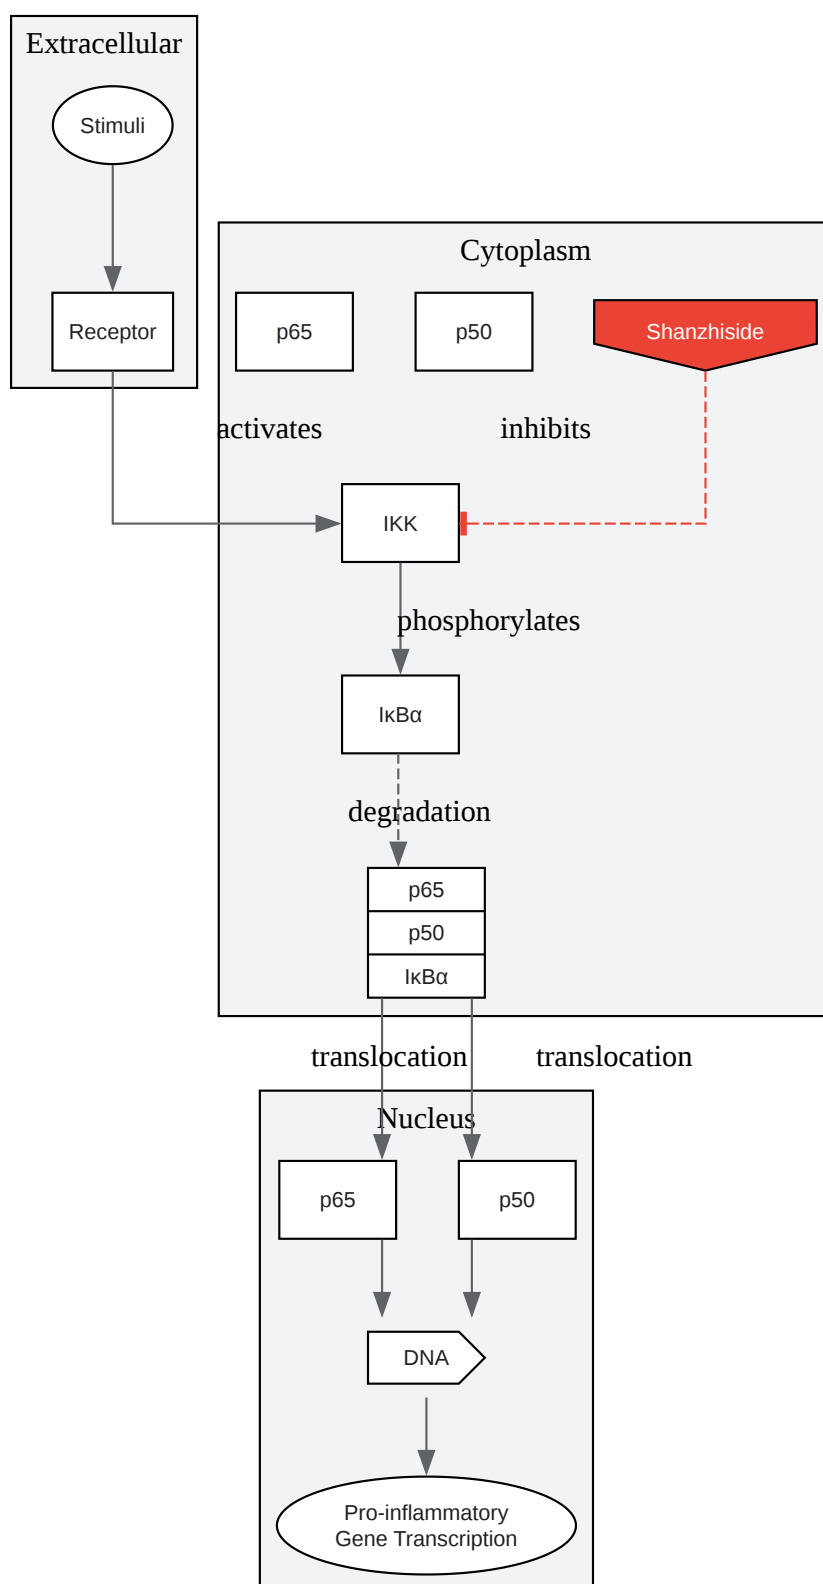 Extracellular
Stimuli
Receptor
Cytoplasm
p65
p50
Shanzhiside
activates
inhibits
IKK
phosphorylates
IκBα
degradation
p65
p50
IκBα
translocation
translocation
Nucleus
p65
p50
DNA
Pro-inflammatory
Gene Transcription